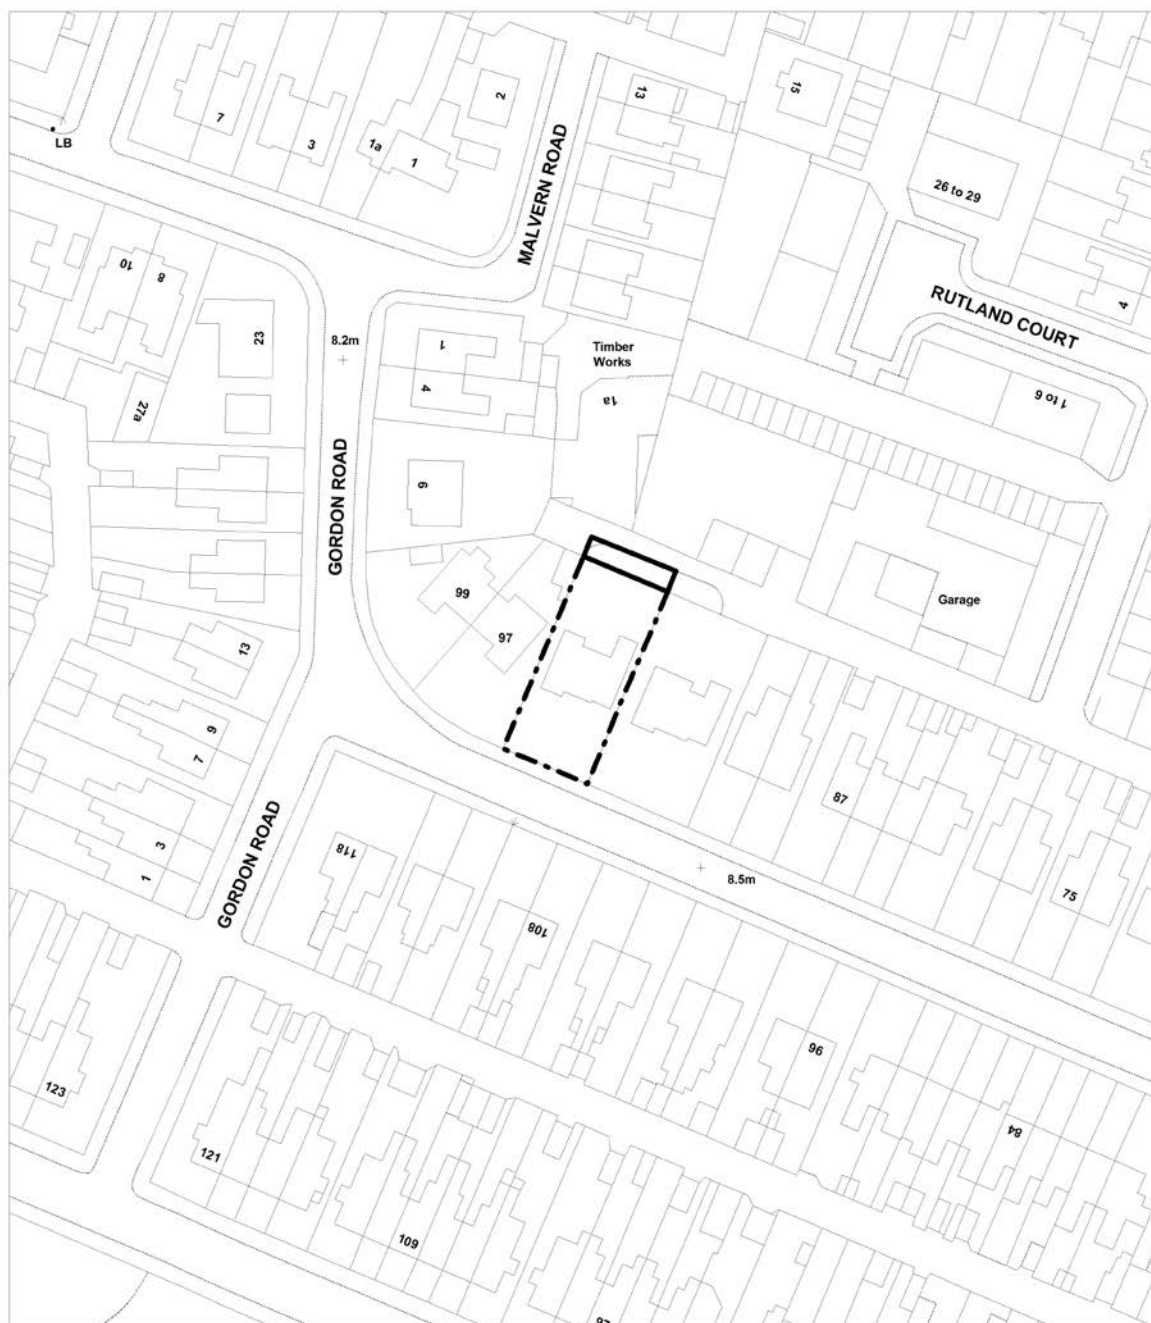 2
13
15
7
LB
3
1a
1
MALVERN ROAD
26 to 29
10
8
RUTLAND COURT
4
23
8.2m
1
Timber
Works
4
27a
1a
1 to 6
GORDON ROAD
6
99
Garage
97
13
9
7
87
GORDON ROAD
118
3
1
8.5m
75
108
96
123
84
121
109